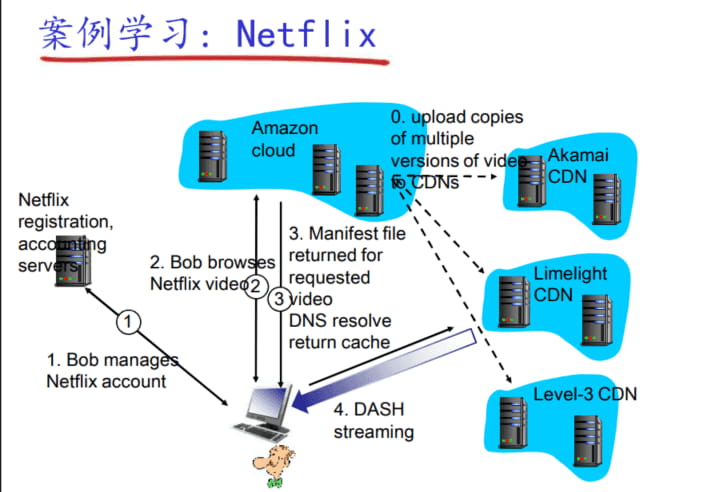 案例学习：Netflix
Amazon
cloud
0. upload copies
of multiple
versions of video
to CDNs
Akamai
CDN
Netflix
registration,
accounting
servers
2. Bob browses
Netflix video
2
3. Manifest file
returned for
requested
video
DNS resolve
return cache
3
Limelight
CDN
1
1. Bob manages
Netflix account
4. DASH
streaming
Level-3 CDN